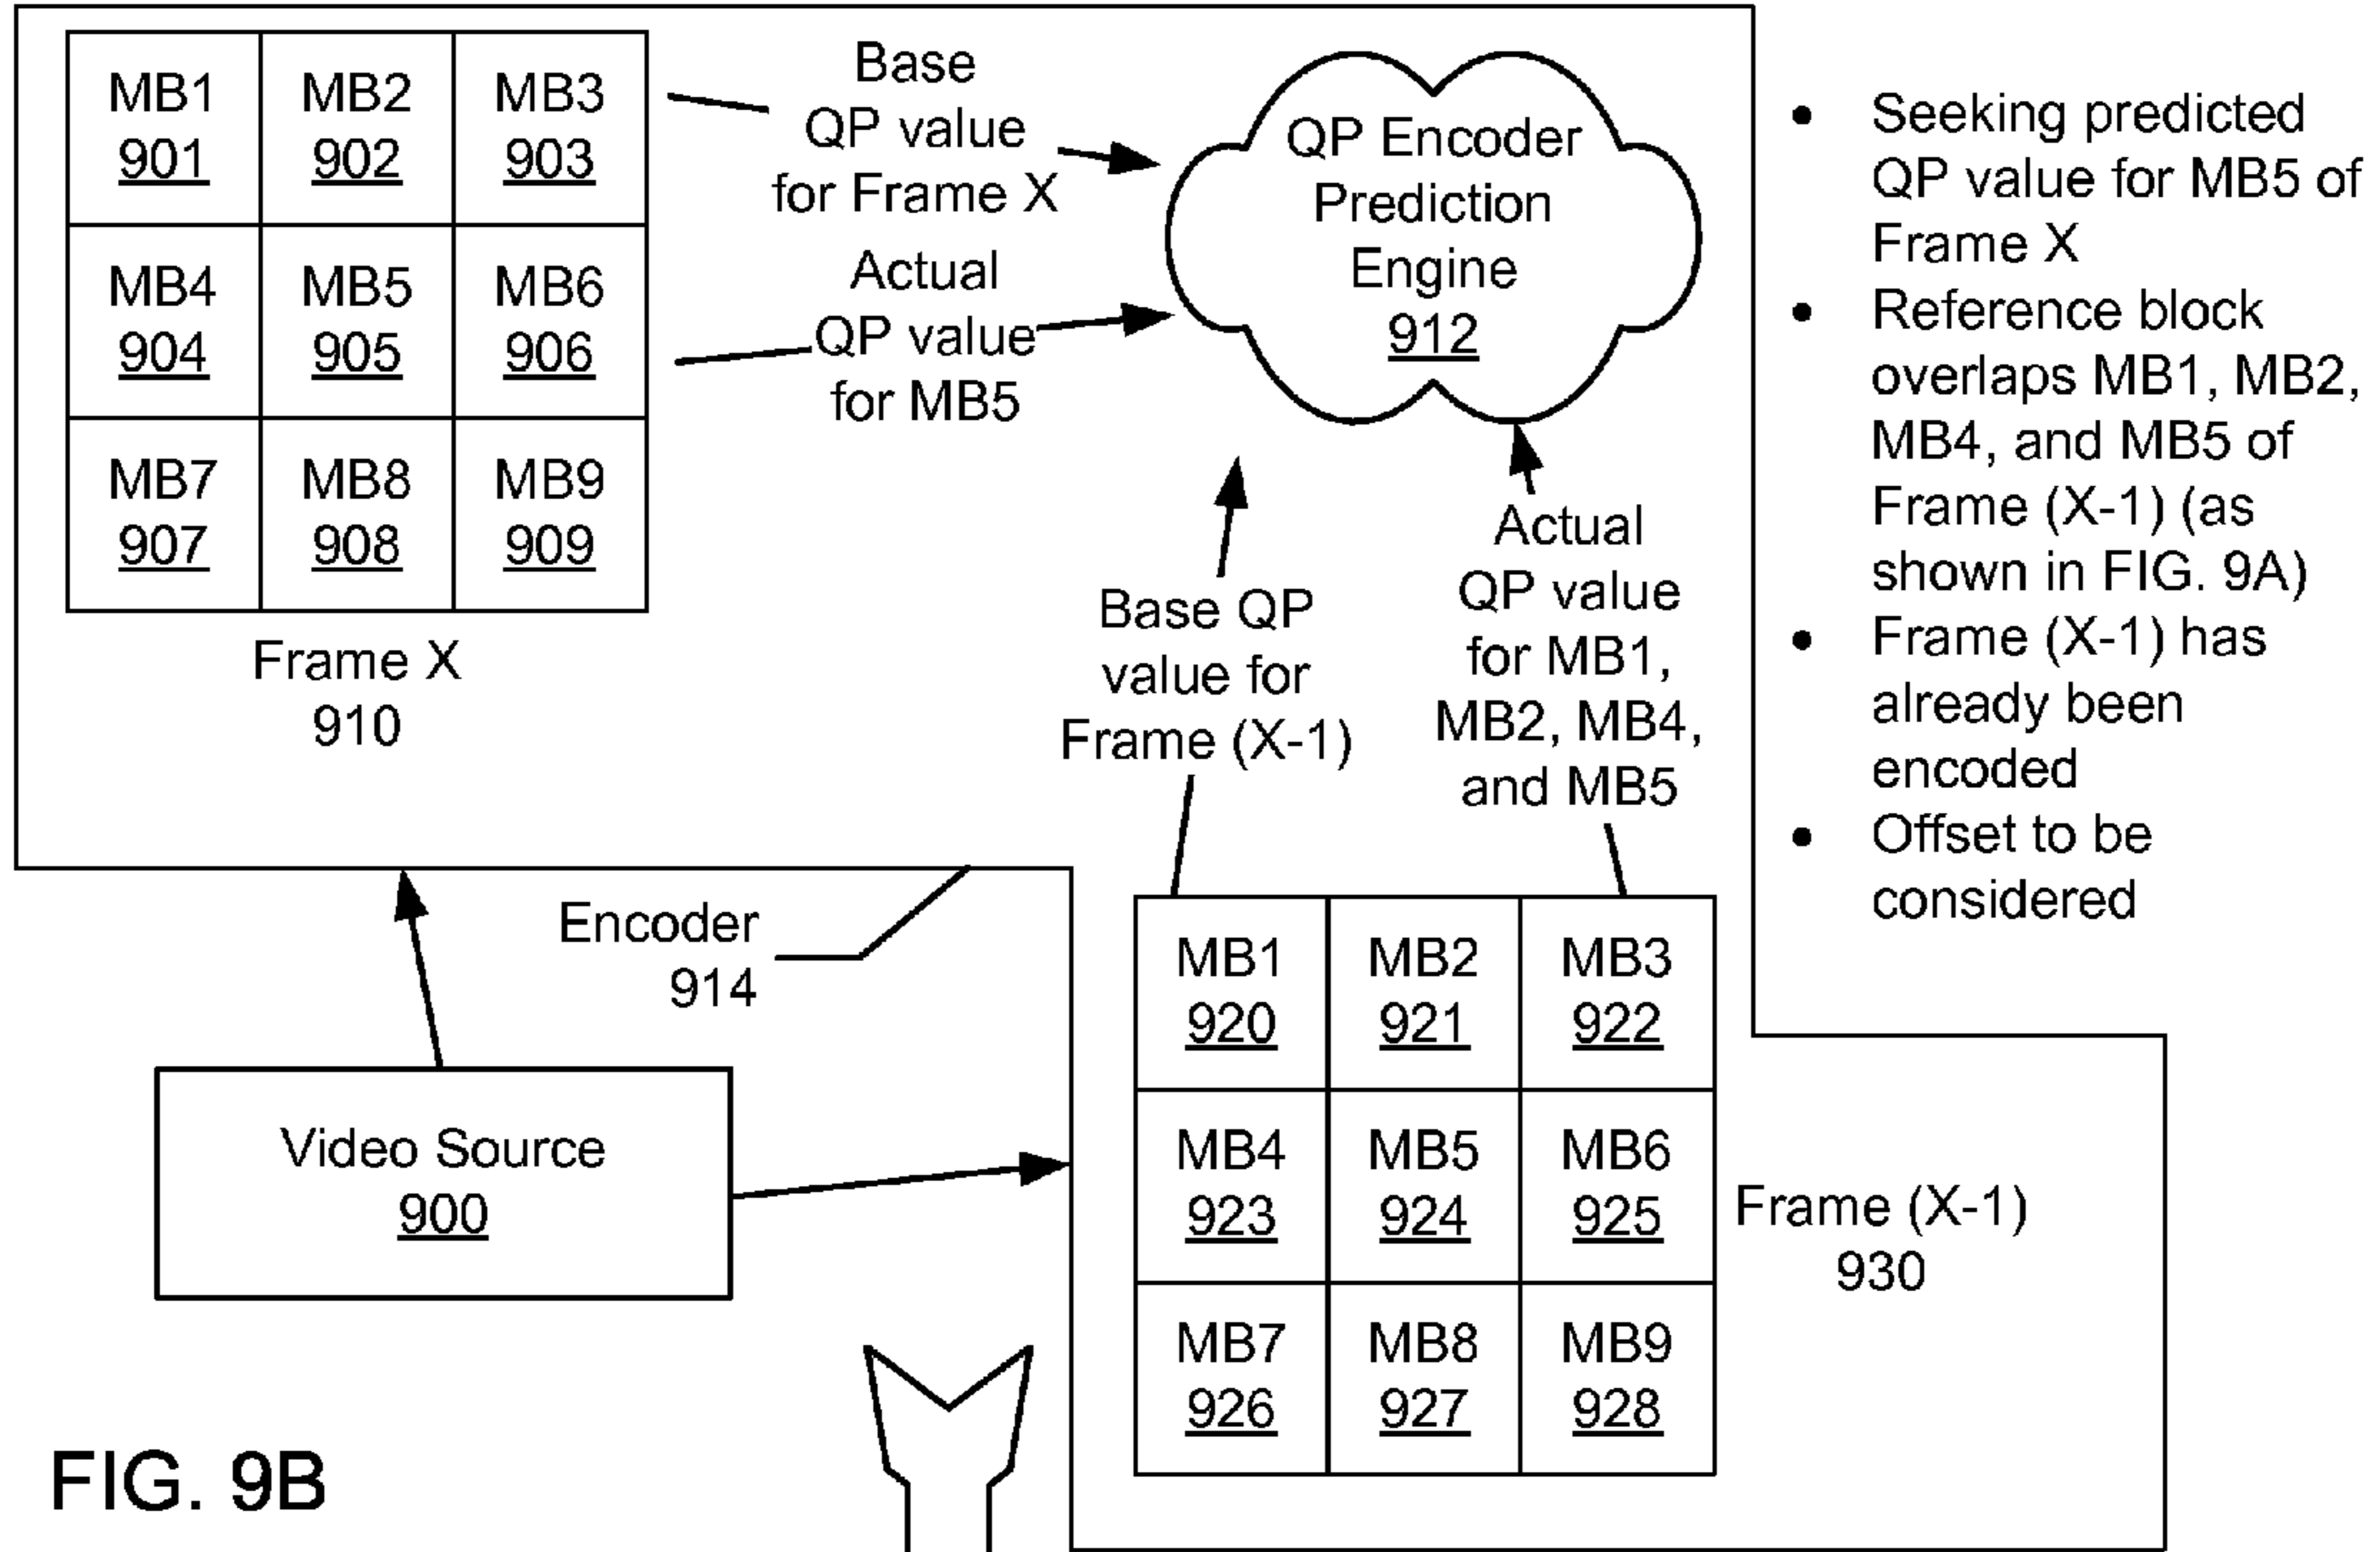 MB1
901
MB2
902
MB3
903
MB4
904
MB5
905
MB6
906
MB7
907
MB8
908
MB9
909
Frame X
910
Base
QP value
for Frame X
Actual
QP value
for MB5
QP Encoder
Prediction
Engine
912
Base QP
value for
Frame (X-1)
Actual
QP value
for MB1,
MB2, MB4,
and MB5
• Seeking predicted
QP value for MB5 of
Frame X
• Reference block
overlaps MB1, MB2,
MB4, and MB5 of
Frame (X-1) (as
shown in FIG. 9A)
• Frame (X-1) has
already been
encoded
• Offset to be
considered
Encoder
914
Video Source
900
MB1
920
MB2
921
MB3
922
MB4
923
MB5
924
MB6
925
MB7
926
MB8
927
MB9
928
Frame (X-1)
930
FIG. 9B